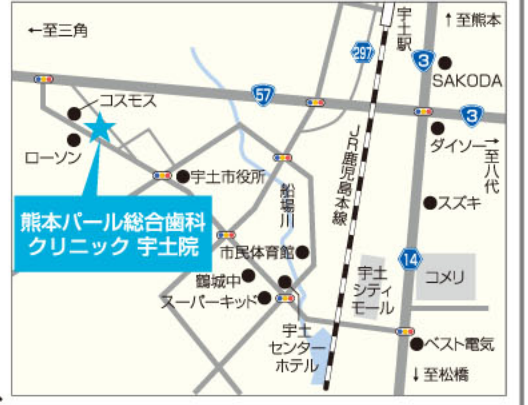 ←至三角
宇土駅
↑至熊本
297
3
SAKODA
コスモス
57
3
ローソン
ダイソー
→至八代
宇土市役所
船場川
JR鹿児島本線
スズキ
熊本パール総合歯科
クリニック 宇土院
市民体育館
14
鶴城中
宇土
シティ
モール
コメリ
スーパーキッド
宇土
センター
ホテル
ベスト電気
↓至松橋